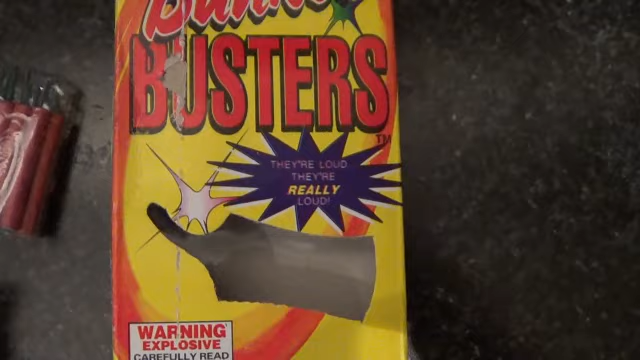 BUSTERS
TM
THEY'RE LOUD
THEY'RE
REALLY
LOUD!
WARNING
EXPLOSIVE
CAREFULLY READ